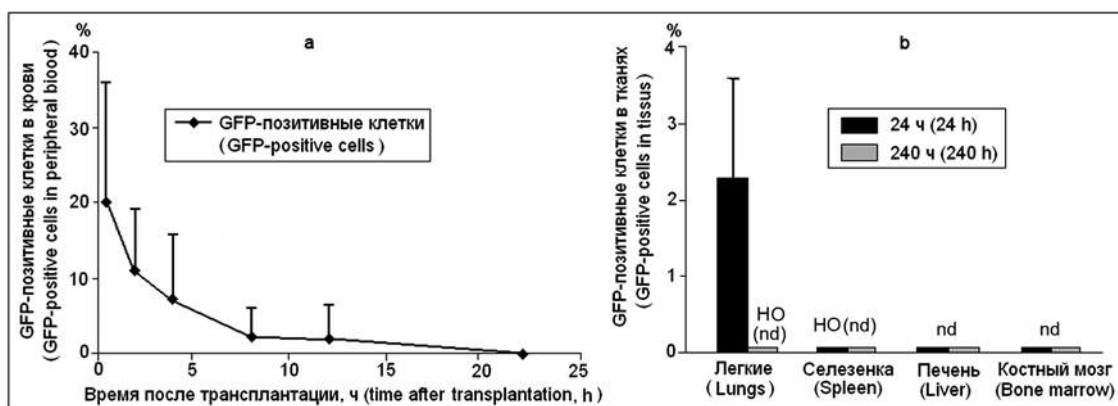 %
a
40
30
20
10
0
GFP-позитивные клетки в крови
(GFP-positive cells in peripheral blood)
GFP-позитивные клетки
(GFP-positive cells)
0 5 10 15 20 25
Время после трансплантации, ч (time after transplantation, h)
%
b
4
3
2
1
0
GFP-позитивные клетки в тканях
(GFP-positive cells in tissus)
24 ч (24 h)
240 ч (240 h)
НО
(nd)
НО(nd)
nd
nd
Легкие
(Lungs)
Селезенка
(Spleen)
Печень
(Liver)
Костный мозг
(Bone marrow)